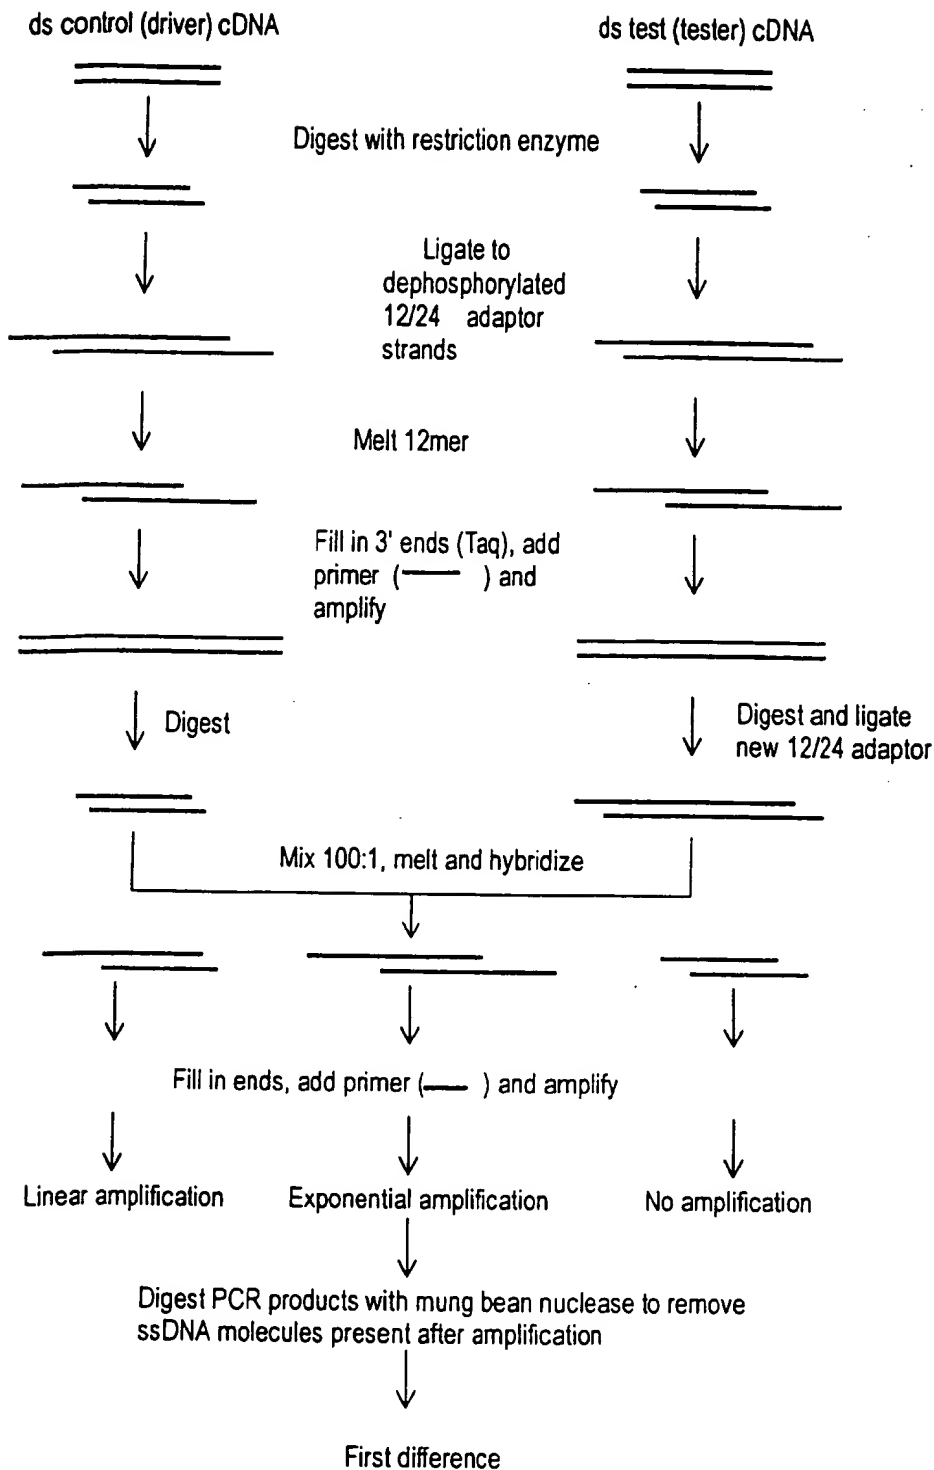 ds control (driver) cDNA
ds test (tester) cDNA
Digest with restriction enzyme
Ligate to
dephosphorylated
12/24 adaptor
strands
Melt 12mer
Fill in 3' ends (Taq), add
primer ( ) and
amplify
Digest
Digest and ligate
new 12/24 adaptor
Mix 100:1, melt and hybridize
Fill in ends, add primer ( ) and amplify
Linear amplification
Exponential amplification
No amplification
Digest PCR products with mung bean nuclease to remove
ssDNA molecules present after amplification
First difference